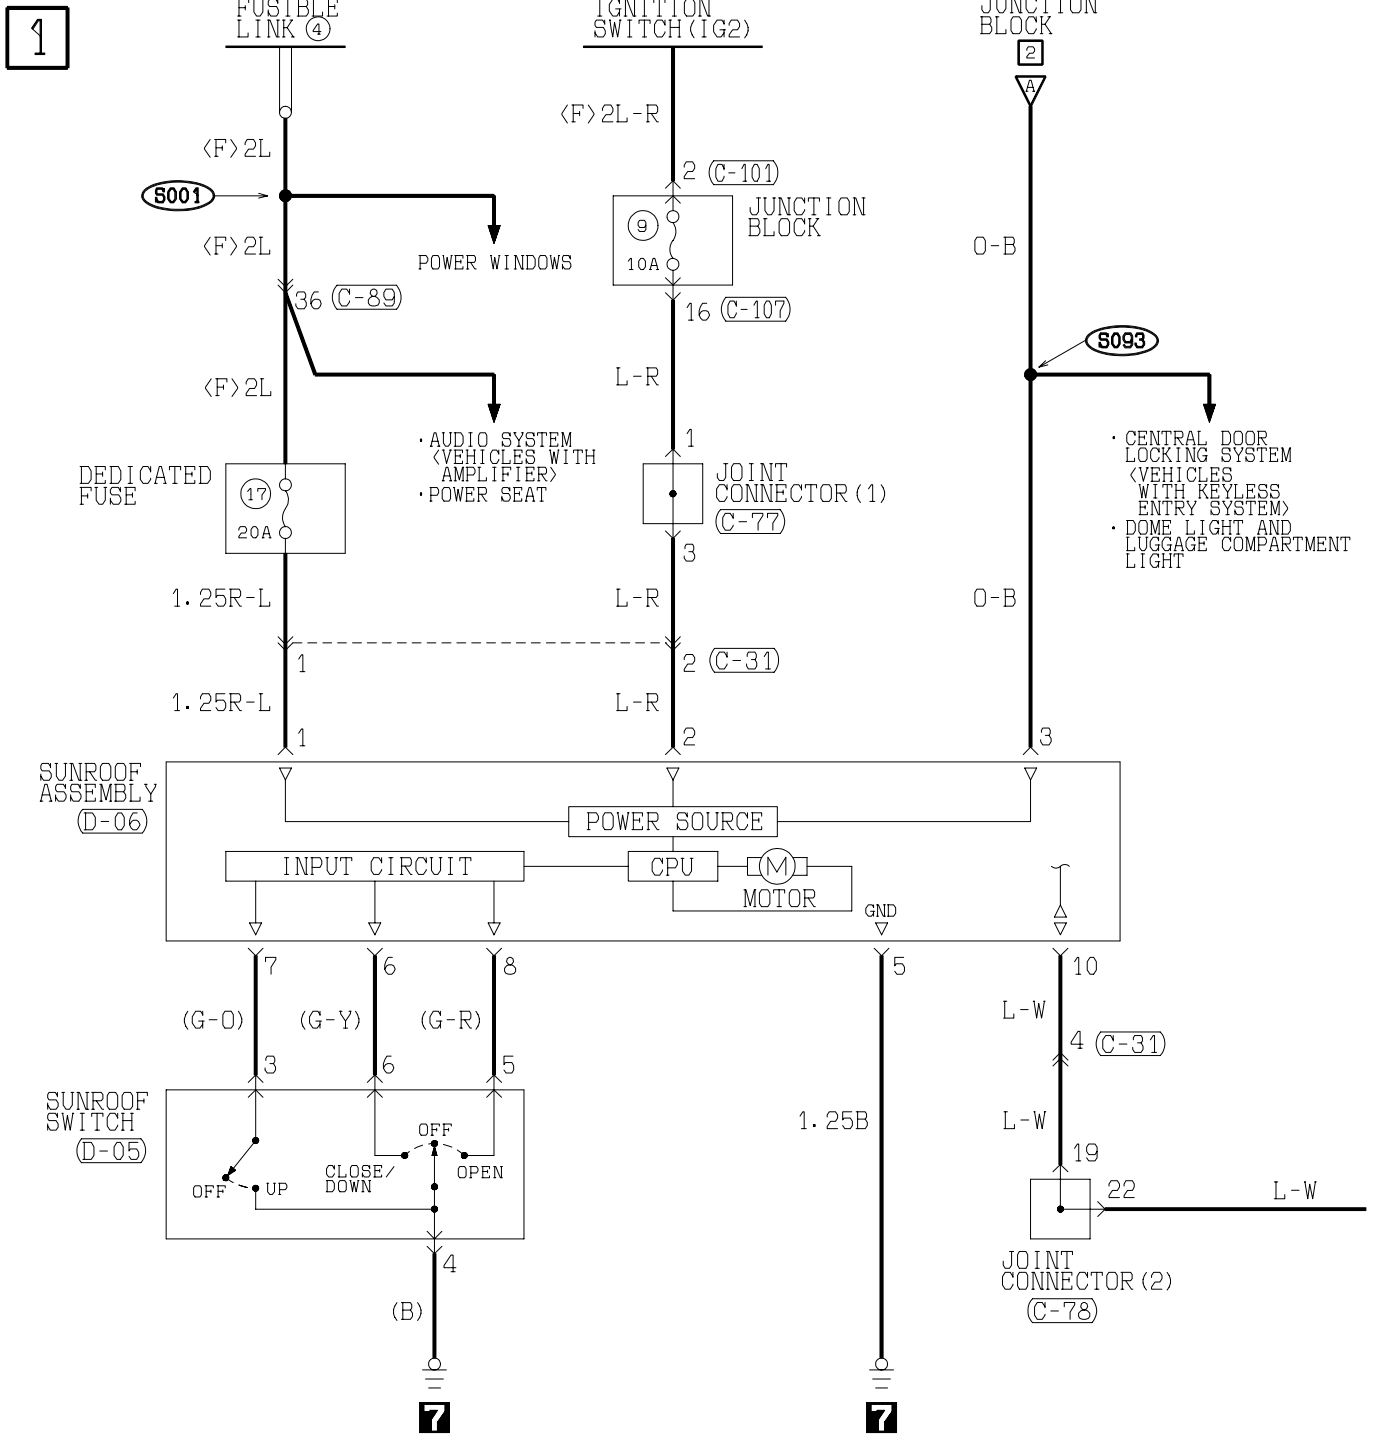 1
FUSIBLE
LINK 4
IGNITION
SWITCH(IG2)
JUNCTION
BLOCK
2
A
<F>2L
<F>2L-R
2 C-101
S001
9
10A
JUNCTION
BLOCK
<F>2L
POWER WINDOWS
O-B
36 C-89
16 C-107
S093
L-R
<F>2L
1
·AUDIO SYSTEM
<VEHICLES WITH
AMPLIFIER>
·POWER SEAT
· CENTRAL DOOR
LOCKING SYSTEM
<VEHICLES
WITH KEYLESS
ENTRY SYSTEM>
· DOME LIGHT AND
LUGGAGE COMPARTMENT
LIGHT
DEDICATED
FUSE
17
20A
JOINT
CONNECTOR(1)
C-77
3
1.25R-L
L-R
O-B
1
2 C-31
1.25R-L
L-R
1
2
3
SUNROOF
ASSEMBLY
D-06
POWER SOURCE
INPUT CIRCUIT
CPU
M
MOTOR
GND
7
6
8
5
10
(G-O)
(G-Y)
(G-R)
L-W
4 C-31
3
6
5
SUNROOF
SWITCH
D-05
OFF
CLOSE/
DOWN
OPEN
OFF
UP
1.25B
L-W
19
22
L-W
4
JOINT
CONNECTOR(2)
C-78
(B)
7
7